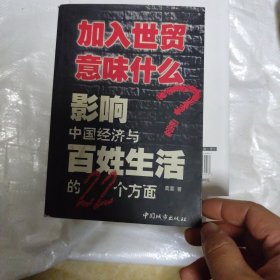 加入世贸
意味什么
?
影响
中国经济与
百姓生活
的22个方面
著
中国城市出版社